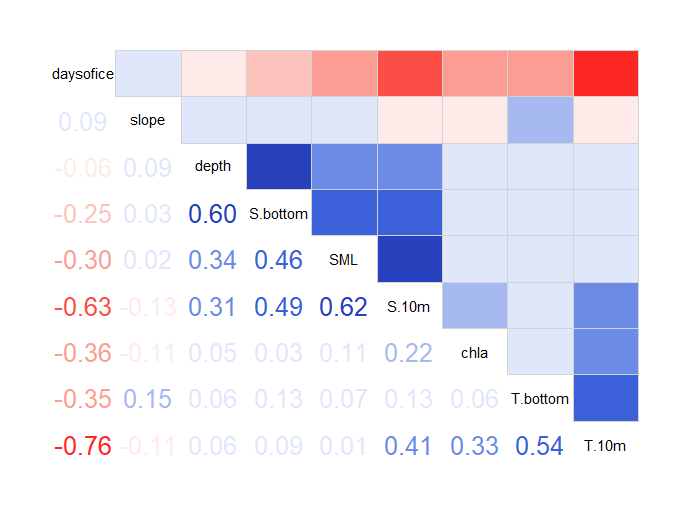 daysofice
0.09 slope
-0.06 0.09 depth
-0.25 0.03 0.60 S.bottom
-0.30 0.02 0.34 0.46 SML
-0.63 -0.13 0.31 0.49 0.62 S.10m
-0.36 -0.11 0.05 0.03 0.11 0.22 chla
-0.35 0.15 0.06 0.13 0.07 0.13 0.06 T.bottom
-0.76 -0.11 0.06 0.09 0.01 0.41 0.33 0.54 T.10m